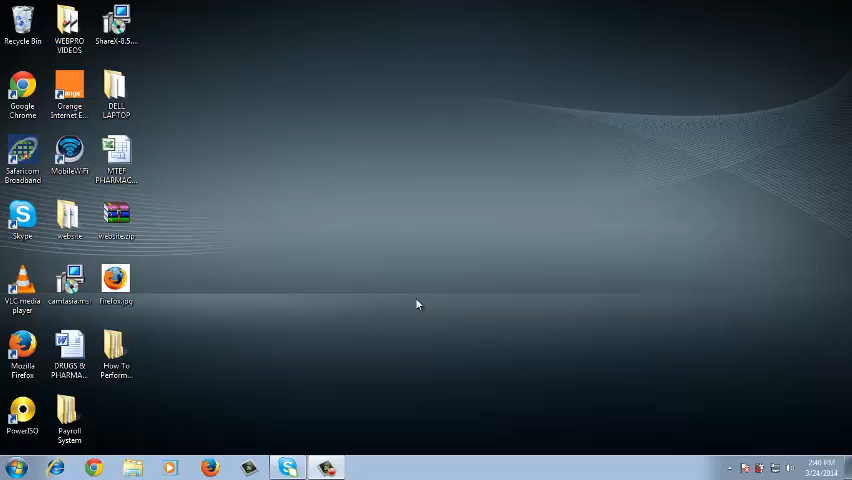 Recycle Bin
WEBPRO
VIDEOS
ShareX-8.5....
Google
Chrome
Orange
Internet E...
DELL
LAPTOP
Safaricom
Broadband
MobileWiFi
MTEF
PHARMAC...
Skype
website
website.zip
VLC media
player
camtasia.msi
firefox.jpg
Mozilla
Firefox
DRUGS &
PHARMA...
How To
Perform...
PowerISO
Payroll
System
2:40 PM
3/24/2014